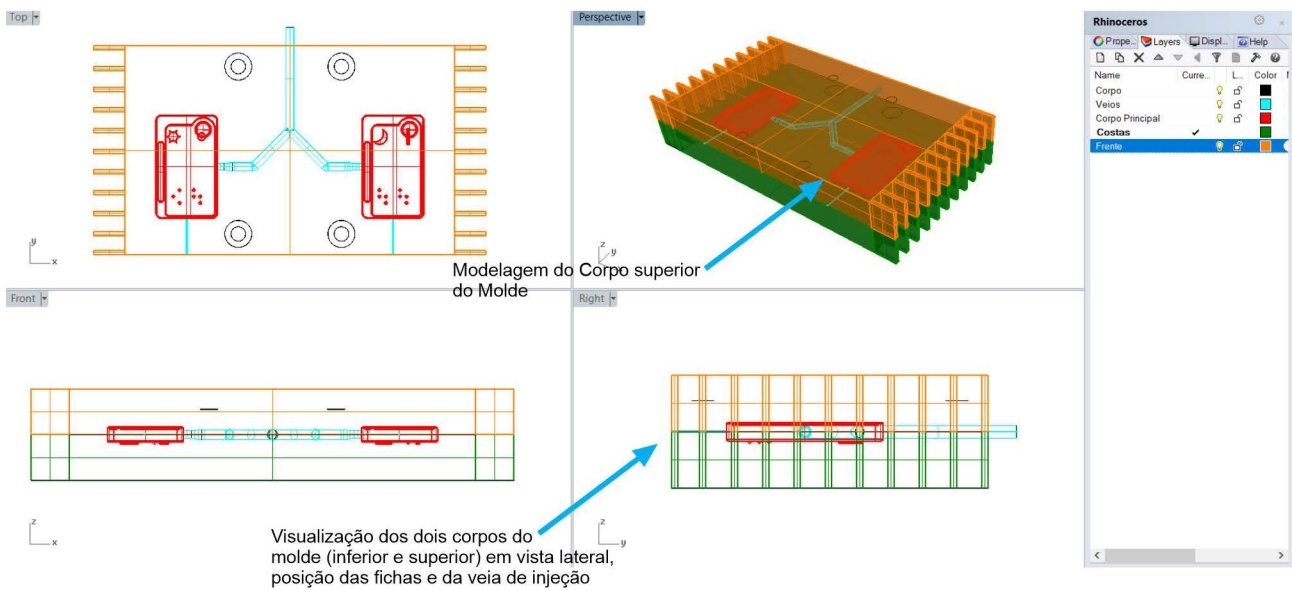 Top
Perspective
Rhinoceros
Prope... Layers Displ... Help
Name Curre... L... Color
Corpo
Veios
Corpo Principal
Costas
Frente
y
x
z
y
Modelagem do Corpo superior
do Molde
Front
Right
z
x
z
y
Visualização dos dois corpos do
molde (inferior e superior) em vista lateral,
posição das fichas e da veia de injeção